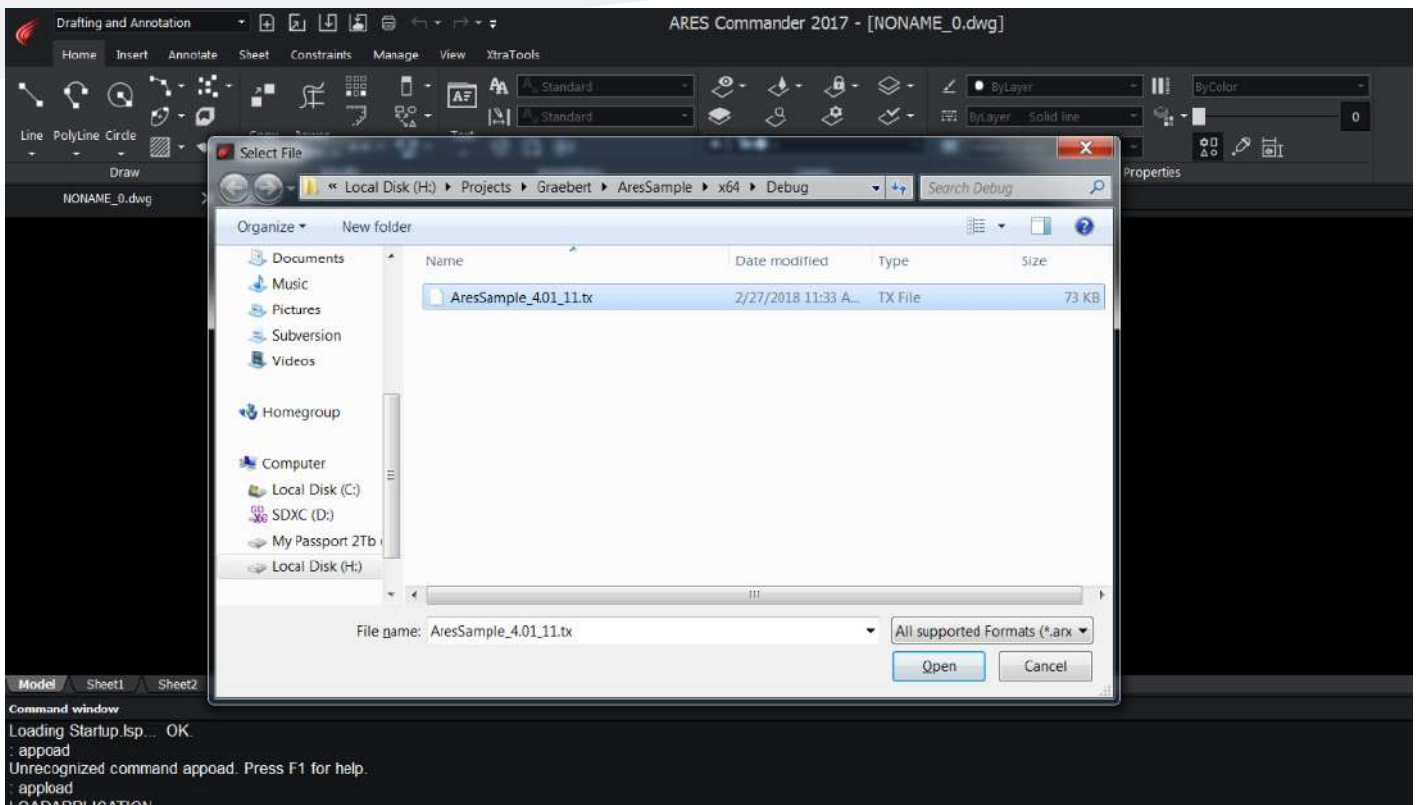 Drafting and Annotation
ARES Commander 2017 - [NONAME_0.dwg]
Home Insert Annotate Sheet Constraints Manage View XtraTools
Standard
ByLayer
ByColor
Standard
ByLayer Solid line
0
Line PolyLine Circle
Draw
Properties
NONAME_0.dwg
Select File
« Local Disk (H:) Projects Graebert AresSample x64 Debug
Search Debug
Organize New folder
Name Date modified Type Size
AresSample_4.01_11.tx 2/27/2018 11:33 A... TX File 73 KB
Documents
Music
Pictures
Subversion
Videos
Homegroup
Computer
Local Disk (C:)
SDXC (D:)
My Passport 2Tb
Local Disk (H:)
File name: AresSample_4.01_11.tx
All supported Formats (*.arx
Open Cancel
Model Sheet1 Sheet2
Command window
Loading Startup.lsp... OK.
: appoad
Unrecognized command appoad. Press F1 for help.
: appload
LOADAPPLICATION